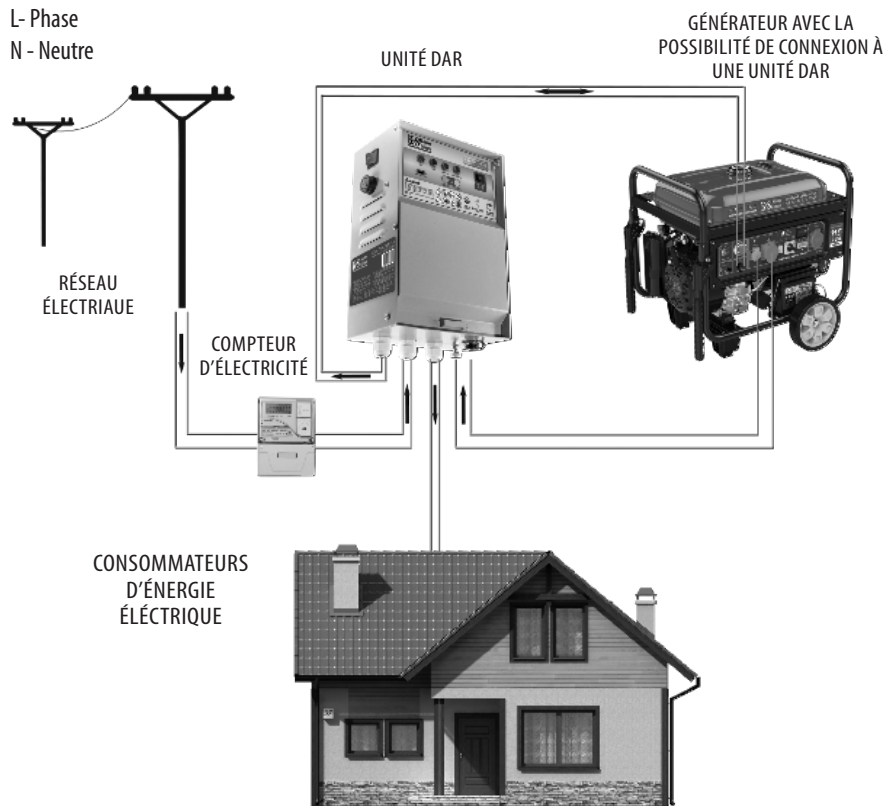 L- Phase
N - Neutre
UNITÉ DAR
GÉNÉRATEUR AVEC LA
POSSIBILITÉ DE CONNEXION À
UNE UNITÉ DAR
RÉSEAU
ÉLECTRIAUE
COMPTEUR
D'ÉLECTRICITÉ
CONSOMMATEURS
D'ÉNERGIE
ÉLÉCTRIQUE